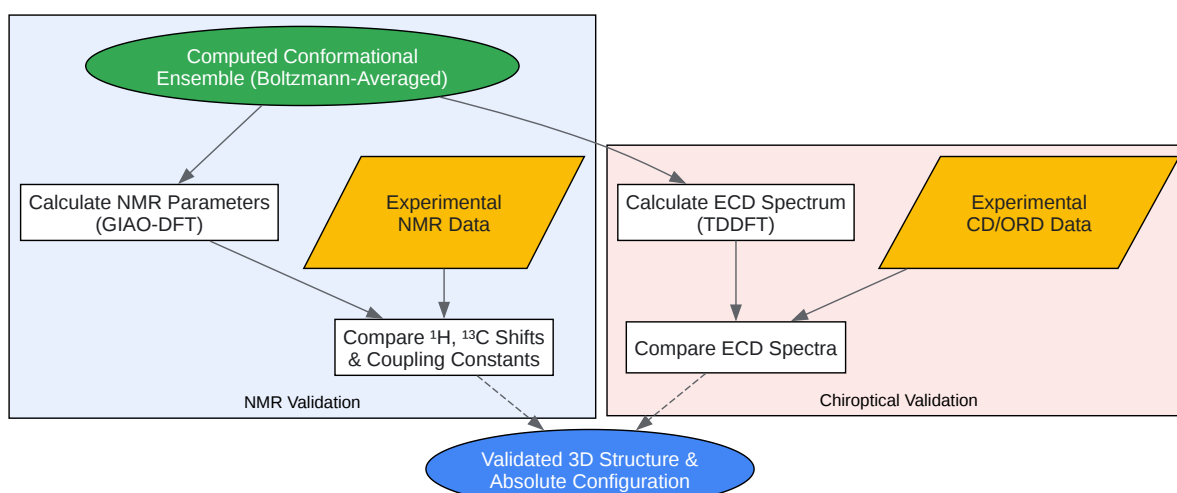 Computed Conformational
Ensemble (Boltzmann-Averaged)
Calculate NMR Parameters
(GIAO-DFT)
Experimental
NMR Data
Calculate ECD Spectrum
(TDDFT)
Experimental
CD/ORD Data
Compare ¹H, ¹³C Shifts
& Coupling Constants
Compare ECD Spectra
NMR Validation
Chiroptical Validation
Validated 3D Structure &
Absolute Configuration